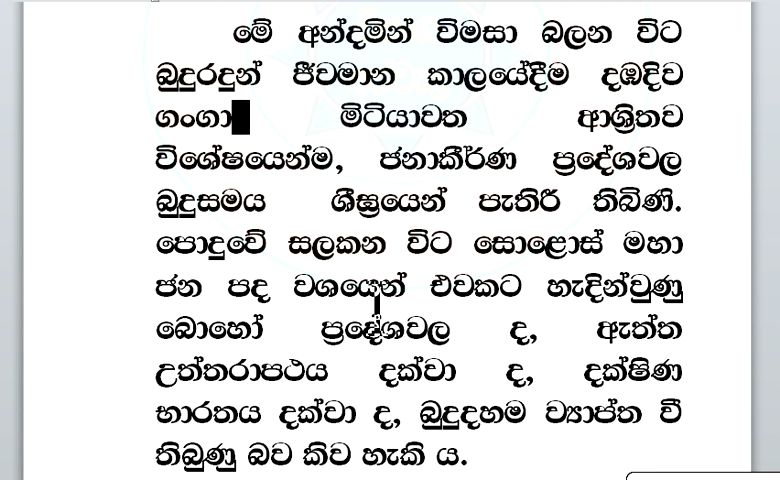 මේ අන්දමින් විමසා බලන විට
බුදුරදුන් ජීවමාන කාලයේදීම දඹදිව
ගංගා මිටියාවත ආශ්‍රිතව
විශේෂයෙන්ම, ජනාකීර්ණ ප්‍රදේශවල
බුදුසමය ශීඝ්‍රයෙන් පැතිරී තිබිණි.
පොදුවේ සලකන විට සොළොස් මහා
ජන පද වශයෙන් එවකට හැදින්වුණු
බොහෝ ප්‍රදේශවල ද, ඇත්ත
උත්තරාපථය දක්වා ද, දක්ෂිණ
භාරතය දක්වා ද, බුදුදහම ව්‍යාප්ත වී
තිබුණු බව කිව හැකි ය.